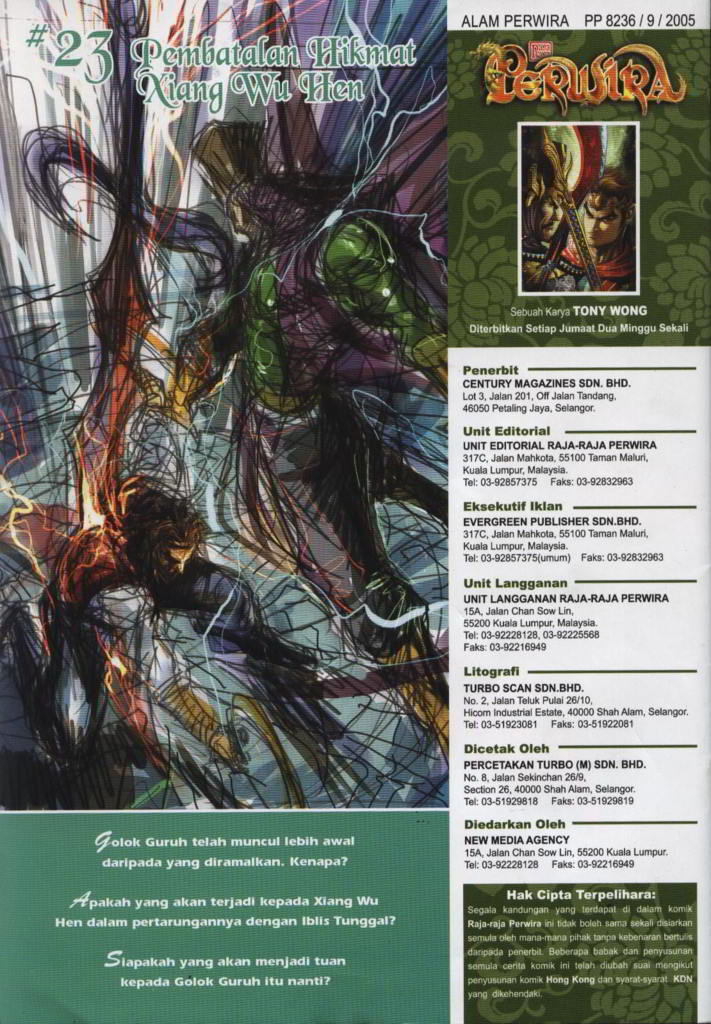 #23 Pembatalan Hikmat
Xiang Wu Hen
Golok Guruh telah muncul lebih awal
daripada yang diramalkan. Kenapa?
Apakah yang akan terjadi kepada Xiang Wu
Hen dalam pertarungannya dengan Iblis Tunggal?
Siapakah yang akan menjadi tuan
kepada Golok Guruh itu nanti?
ALAM PERWIRA PP 8236 / 9 / 2005
PERWIRA
Sebuah Karya TONY WONG
Diterbitkan Setiap Jumaat Dua Minggu Sekali
Penerbit
CENTURY MAGAZINES SDN. BHD.
Lot 3, Jalan 201, Off Jalan Tandang,
46050 Petaling Jaya, Selangor.
Unit Editorial
UNIT EDITORIAL RAJA-RAJA PERWIRA
317C, Jalan Mahkota, 55100 Taman Maluri,
Kuala Lumpur, Malaysia.
Tel: 03-92857375 Faks: 03-92832963
Eksekutif Iklan
EVERGREEN PUBLISHER SDN.BHD.
317C, Jalan Mahkota, 55100 Taman Maluri,
Kuala Lumpur, Malaysia.
Tel: 03-92857375(umum) Faks: 03-92832963
Unit Langganan
UNIT LANGGANAN RAJA-RAJA PERWIRA
15A, Jalan Chan Sow Lin,
55200 Kuala Lumpur, Malaysia.
Tel: 03-92228128, 03-92225568
Faks: 03-92216949
Litografi
TURBO SCAN SDN.BHD.
No. 2, Jalan Teluk Pulai 26/10,
Hicom Industrial Estate, 40000 Shah Alam, Selangor.
Tel: 03-51923081 Faks: 03-51922081
Dicetak Oleh
PERCETAKAN TURBO (M) SDN. BHD.
No. 8, Jalan Sekinchan 26/9,
Section 26, 40000 Shah Alam, Selangor.
Tel: 03-51929818 Faks: 03-51929819
Diedarkan Oleh
NEW MEDIA AGENCY
15A, Jalan Chan Sow Lin, 55200 Kuala Lumpur.
Tel: 03-92228128 Faks: 03-92216949
Hak Cipta Terpelihara:
Segala kandungan yang terdapat di dalam komik
Raja-raja Perwira ini tidak boleh sama sekali disiarkan
semula oleh mana-mana pihak tanpa kebenaran bertulis
daripada penerbit. Beberapa babak dan penyusunan
semula cerita komik ini telah diubah suai mengikut
penyusunan komik Hong Kong dan syarat-syarat KDN
yang dikehendaki.